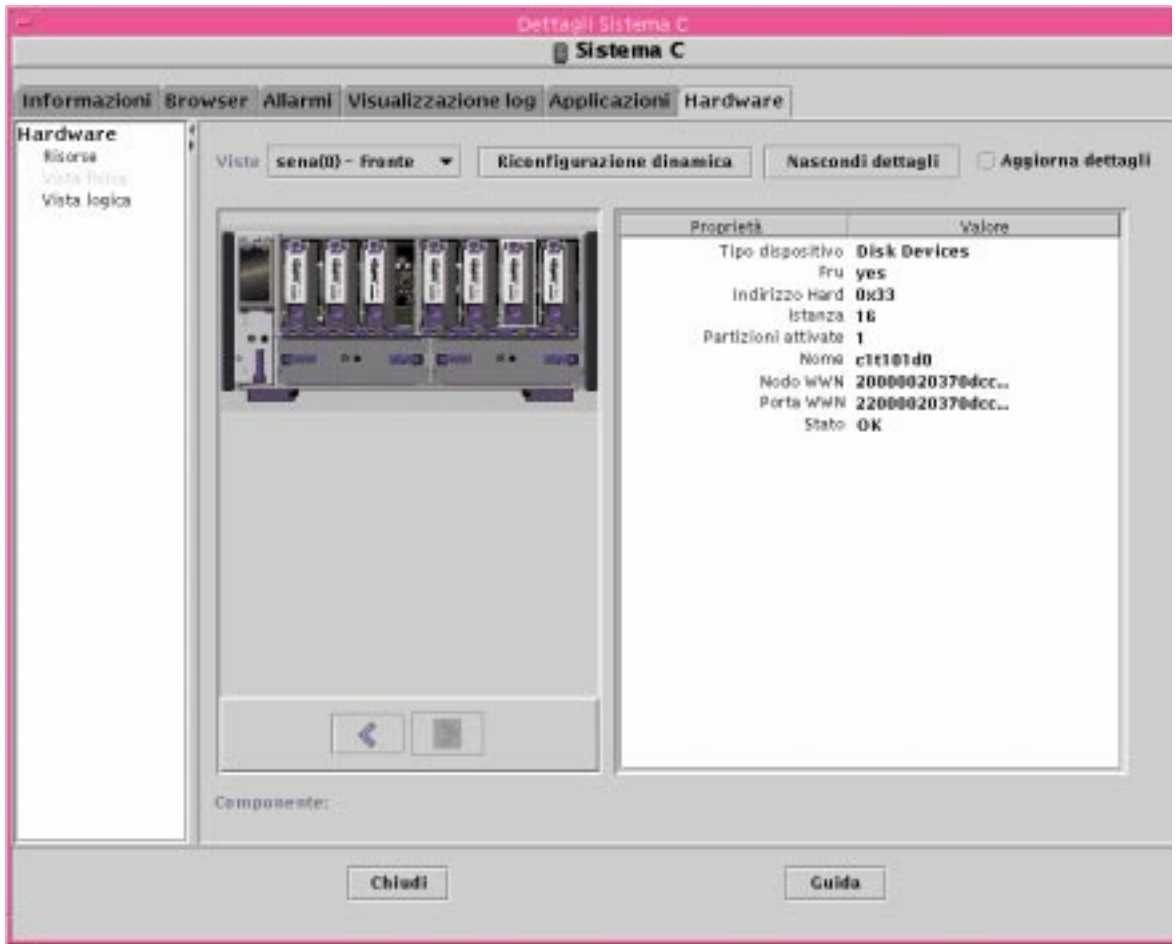 Dettagli Sistema C
Sistema C
Informazioni Browser Allarmi Visualizzazione log Applicazioni Hardware
Hardware
Risorse
Vista fisica
Vista logica
Viste sena(0) - Fronte Riconfigurazione dinamica Nascondi dettagli Aggiorna dettagli
Proprietà Valore
Tipo dispositivo Disk Devices
Fru yes
Indirizzo Hard 0x33
Istanza 16
Partizioni attivate 1
Nome c1t101d0
Nodo WWN 20000020370dcc...
Porta WWN 22000020370dcc...
Stato OK
Componente:
Chiudi Guida